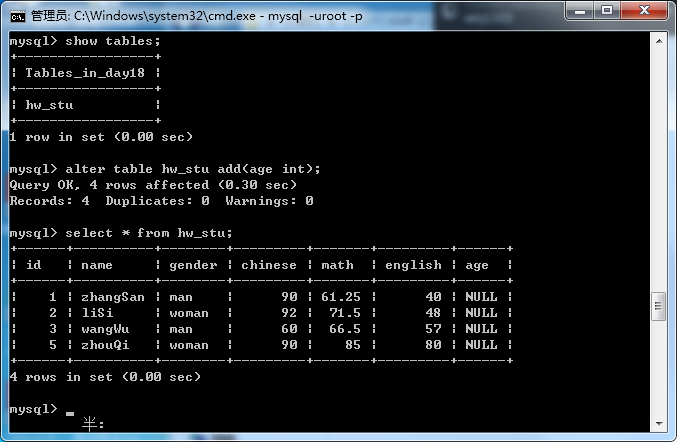 管理员: C:\Windows\system32\cmd.exe - mysql  -uroot -p
mysql> show tables;
+-----------------+
| Tables_in_day18 |
+-----------------+
| hw_stu          |
+-----------------+
1 row in set (0.00 sec)
mysql> alter table hw_stu add(age int);
Query OK, 4 rows affected (0.30 sec)
Records: 4  Duplicates: 0  Warnings: 0
mysql> select * from hw_stu;
+------+----------+--------+---------+-------+---------+------+
| id   | name     | gender | chinese | math  | english | age  |
+------+----------+--------+---------+-------+---------+------+
|    1 | zhangSan | man    |      90 | 61.25 |      40 | NULL |
|    2 | liSi     | woman  |      92 |  71.5 |      48 | NULL |
|    3 | wangWu   | man    |      60 |  66.5 |      57 | NULL |
|    5 | zhouQi   | woman  |      90 |    85 |      80 | NULL |
+------+----------+--------+---------+-------+---------+------+
4 rows in set (0.00 sec)
mysql> _
半: